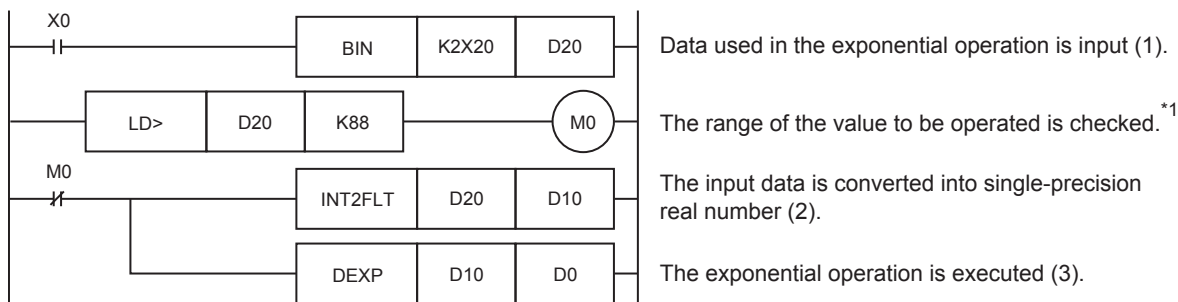 X0
BIN K2X20 D20 Data used in the exponential operation is input (1).
LD> D20 K88 M0 The range of the value to be operated is checked.*1
M0
INT2FLT D20 D10 The input data is converted into single-precision
real number (2).
DEXP D10 D0 The exponential operation is executed (3).